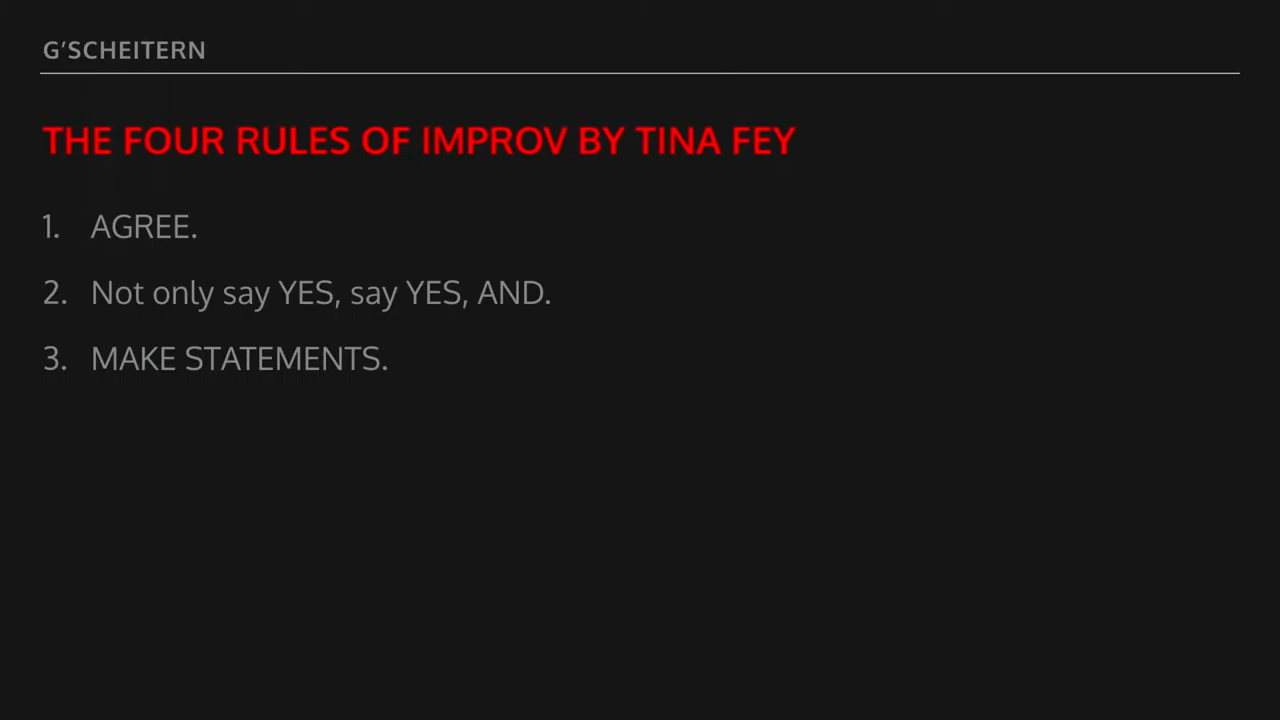 G’SCHEITERN
THE FOUR RULES OF IMPROV BY TINA FEY
1. AGREE.
2. Not only say YES, say YES, AND.
3. MAKE STATEMENTS.